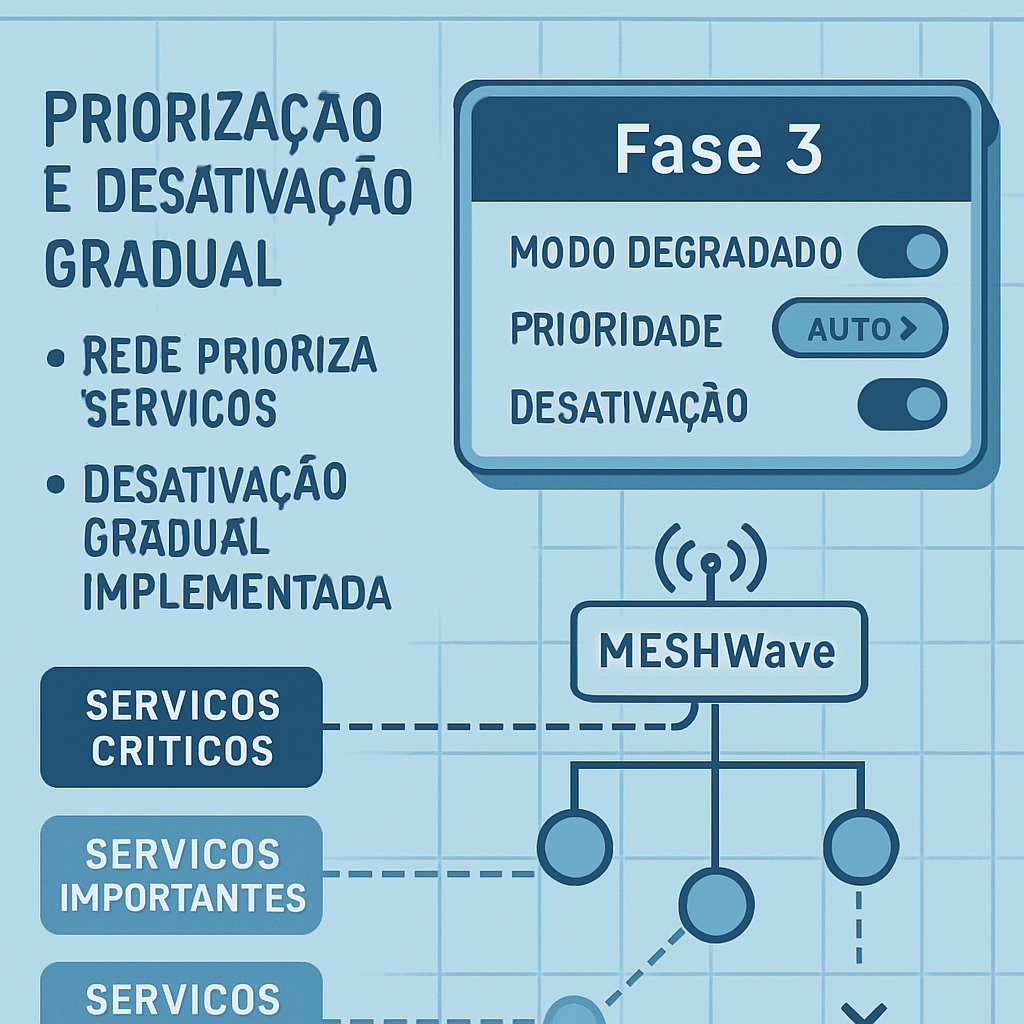 PRIORIZAÇAO
E DESATIVAÇÃO
GRADUAL
• REDE PRIORIZA
SERVICOS
• DESATIVAÇÃO
GRADUAL
IMPLEMENTADA
Fase 3
MODO DEGRADADO
PRIORIDADE
AUTO >
DESATIVAÇÃO
MESHWave
SERVICOS
CRITICOS
SERVICOS
IMPORTANTES
SERVICOS